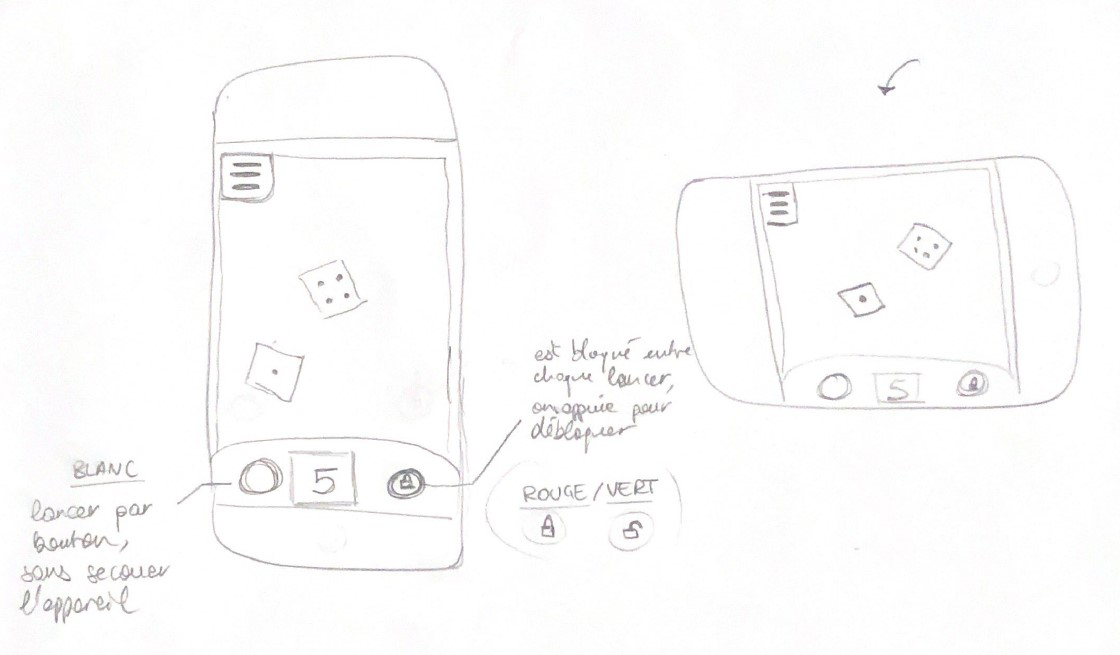 est bloqué entre
chaque lancer,
on appuie pour
débloquer
5
BLANC
5
ROUGE / VERT
lancer par
bouton,
sans secouer
l'appareil